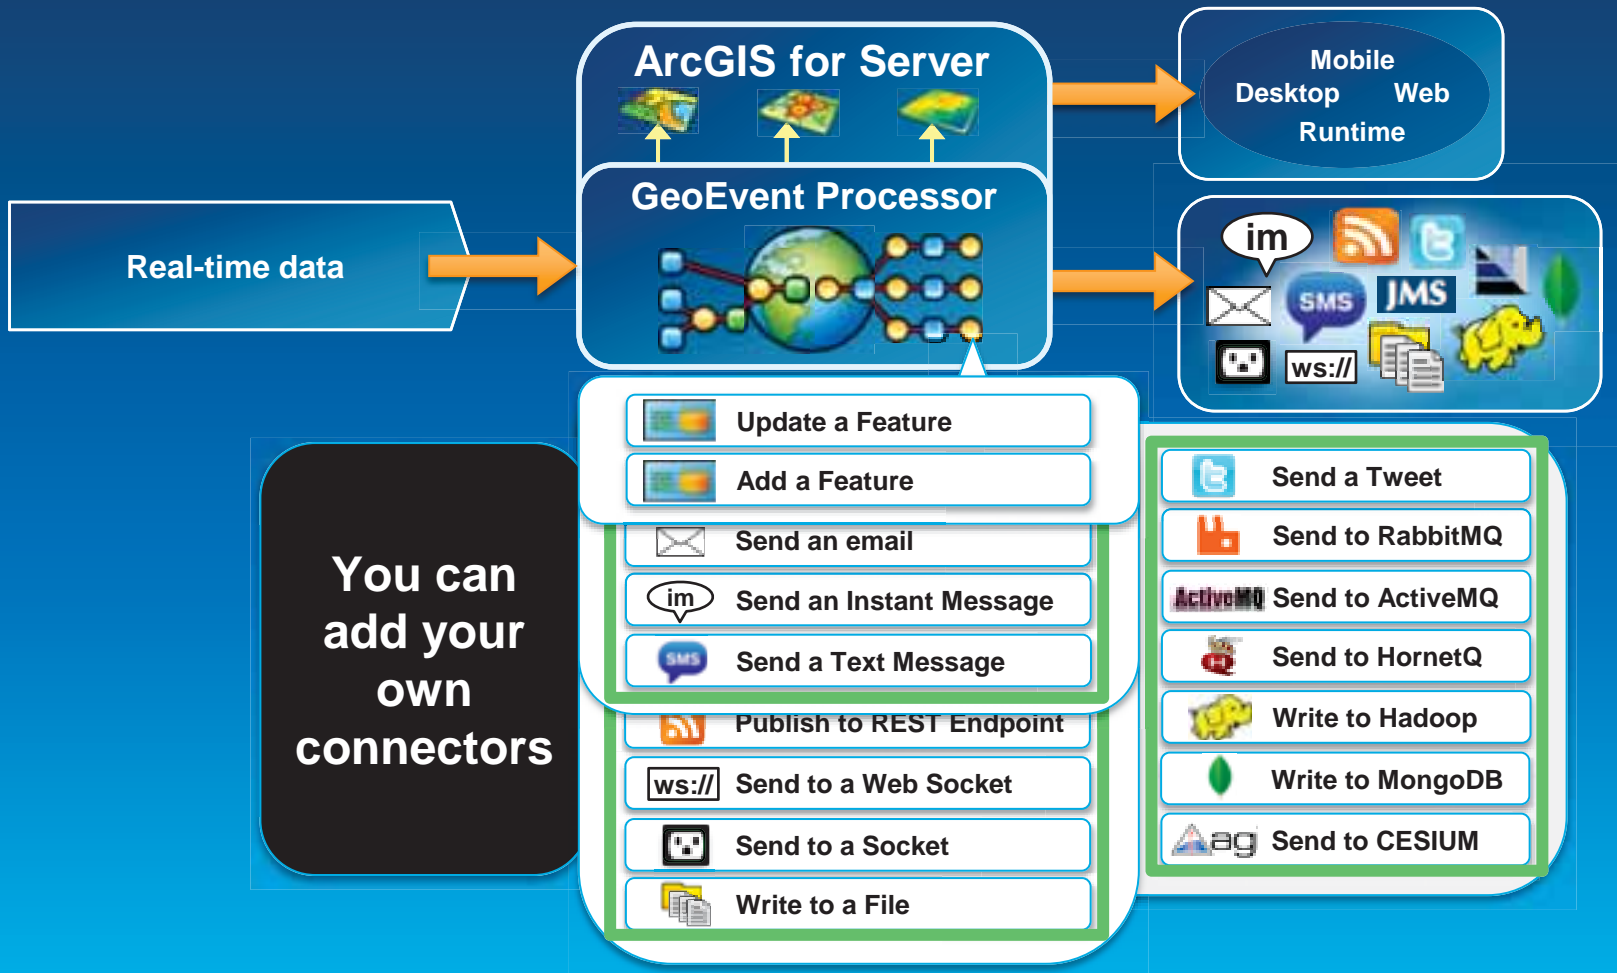 ArcGIS for Server
Mobile
Desktop Web
Runtime
GeoEvent Processor
Real-time data
im
SMS
JMS
ws://
Update a Feature
Add a Feature
Send an email
im Send an Instant Message
SMS Send a Text Message
Publish to REST Endpoint
ws:// Send to a Web Socket
Send to a Socket
Write to a File
You can
add your
own
connectors
Send a Tweet
Send to RabbitMQ
ActiveMQ Send to ActiveMQ
Send to HornetQ
Write to Hadoop
Write to MongoDB
ag Send to CESIUM